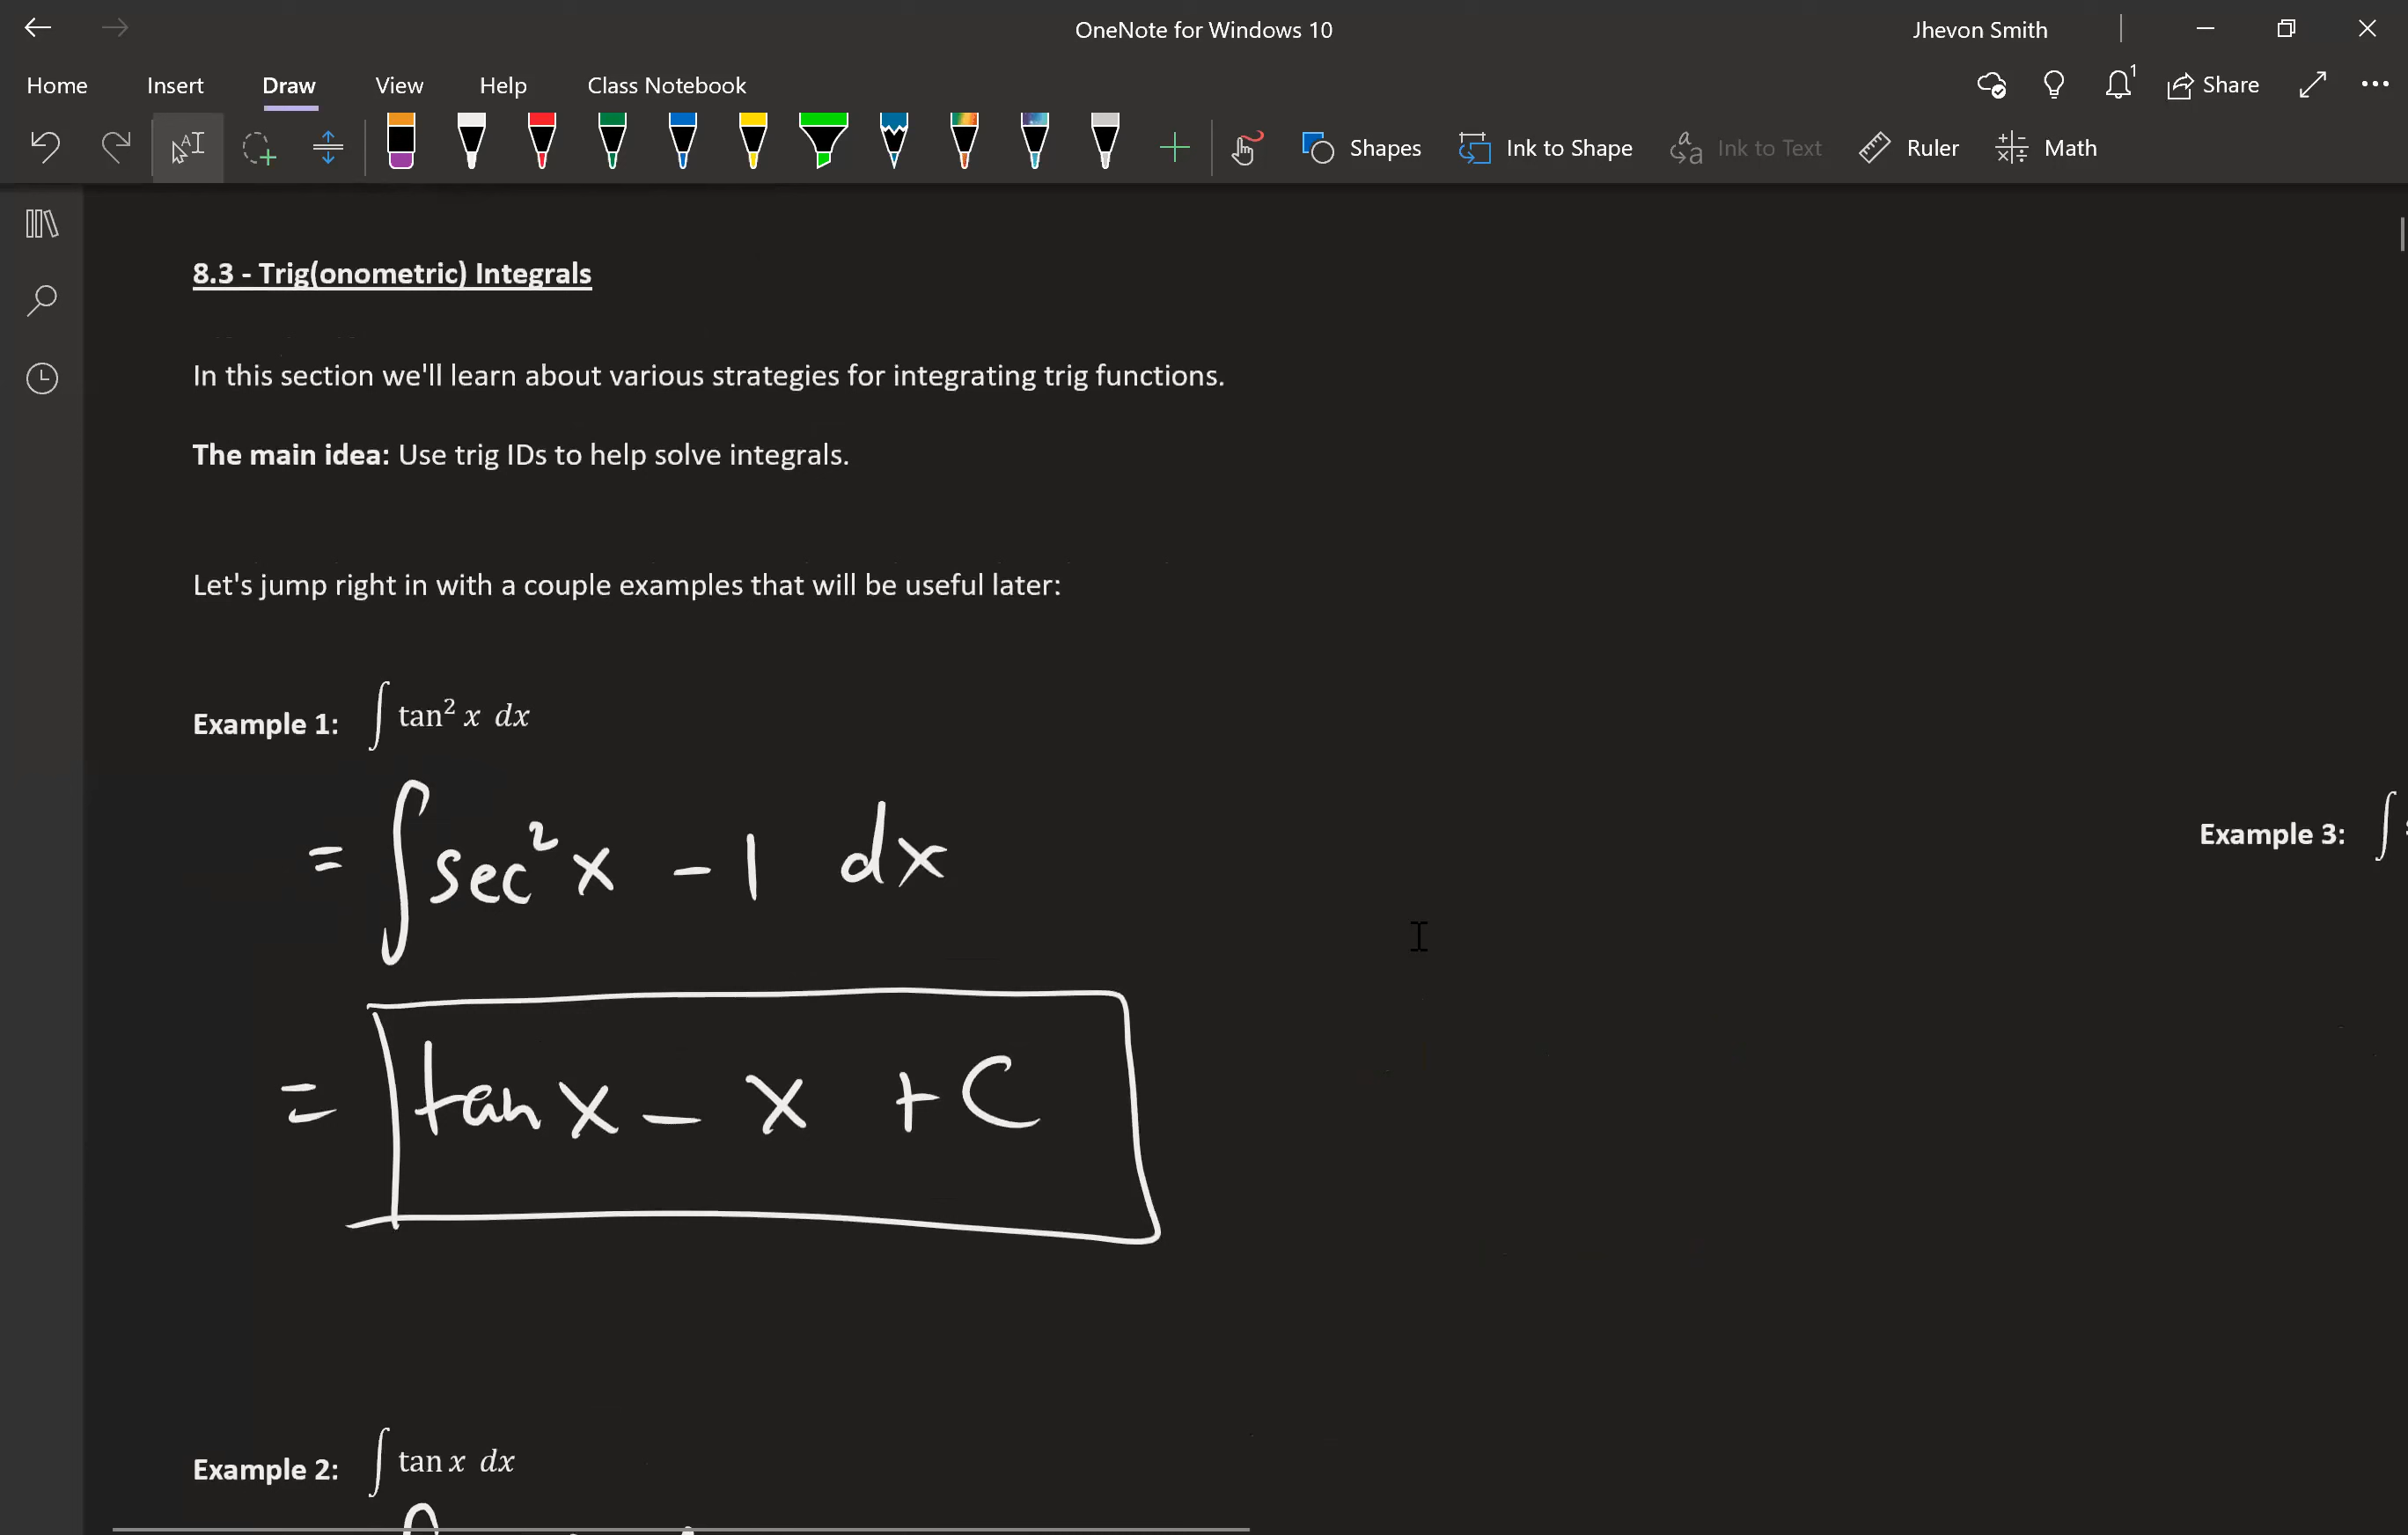 OneNote for Windows 10
Jhevon Smith
Home Insert Draw View Help Class Notebook
1
Share
Shapes Ink to Shape Ink to Text Ruler Math
8.3 - Trig(onometric) Integrals
In this section we'll learn about various strategies for integrating trig functions.
The main idea: Use trig IDs to help solve integrals.
Let's jump right in with a couple examples that will be useful later:
Example 1: ∫ tan² x dx
= ∫ sec² x - 1 dx
Example 3: ∫
= tan x - x + C
Example 2: ∫ tan x dx